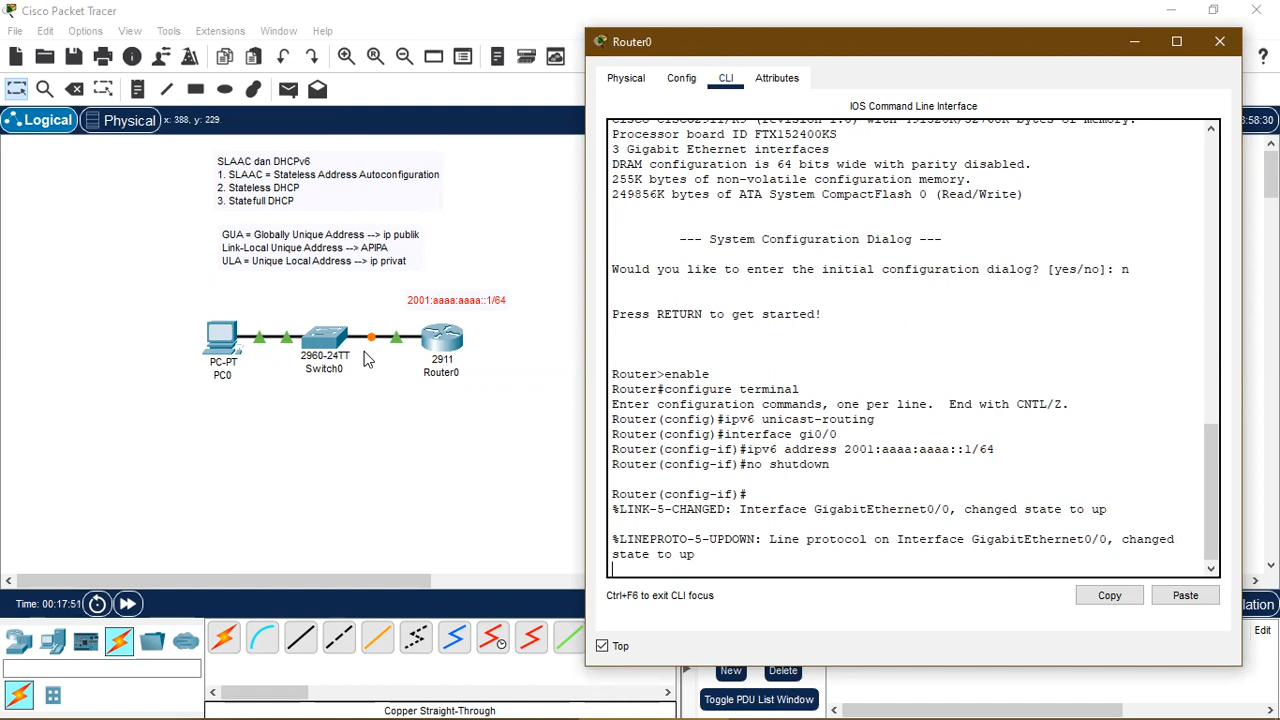 Cisco Packet Tracer
File Edit Options View Tools Extensions Window Help
Logical Physical x: 388, y: 229
SLAAC dan DHCPv6
1. SLAAC = Stateless Address Autoconfiguration
2. Stateless DHCP
3. Statefull DHCP
GUA = Globally Unique Address --> ip publik
Link-Local Unique Address --> APIPA
ULA = Unique Local Address --> ip privat
2001:aaaa:aaaa::1/64
PC-PT
PC0
2960-24TT
Switch0
2911
Router0
Time: 00:17:51
Copper Straight-Through
Router0
Physical Config CLI Attributes
IOS Command Line Interface
Processor board ID FTX152400KS
3 Gigabit Ethernet interfaces
DRAM configuration is 64 bits wide with parity disabled.
255K bytes of non-volatile configuration memory.
249856K bytes of ATA System CompactFlash 0 (Read/Write)
--- System Configuration Dialog ---
Would you like to enter the initial configuration dialog? [yes/no]: n
Press RETURN to get started!
Router>enable
Router#configure terminal
Enter configuration commands, one per line. End with CNTL/Z.
Router(config)#ipv6 unicast-routing
Router(config)#interface gi0/0
Router(config-if)#ipv6 address 2001:aaaa:aaaa::1/64
Router(config-if)#no shutdown
Router(config-if)#
%LINK-5-CHANGED: Interface GigabitEthernet0/0, changed state to up
%LINEPROTO-5-UPDOWN: Line protocol on Interface GigabitEthernet0/0, changed
state to up
Ctrl+F6 to exit CLI focus
Copy Paste
Top
:58:30
lation
Edit
New Delete
Toggle PDU List Window